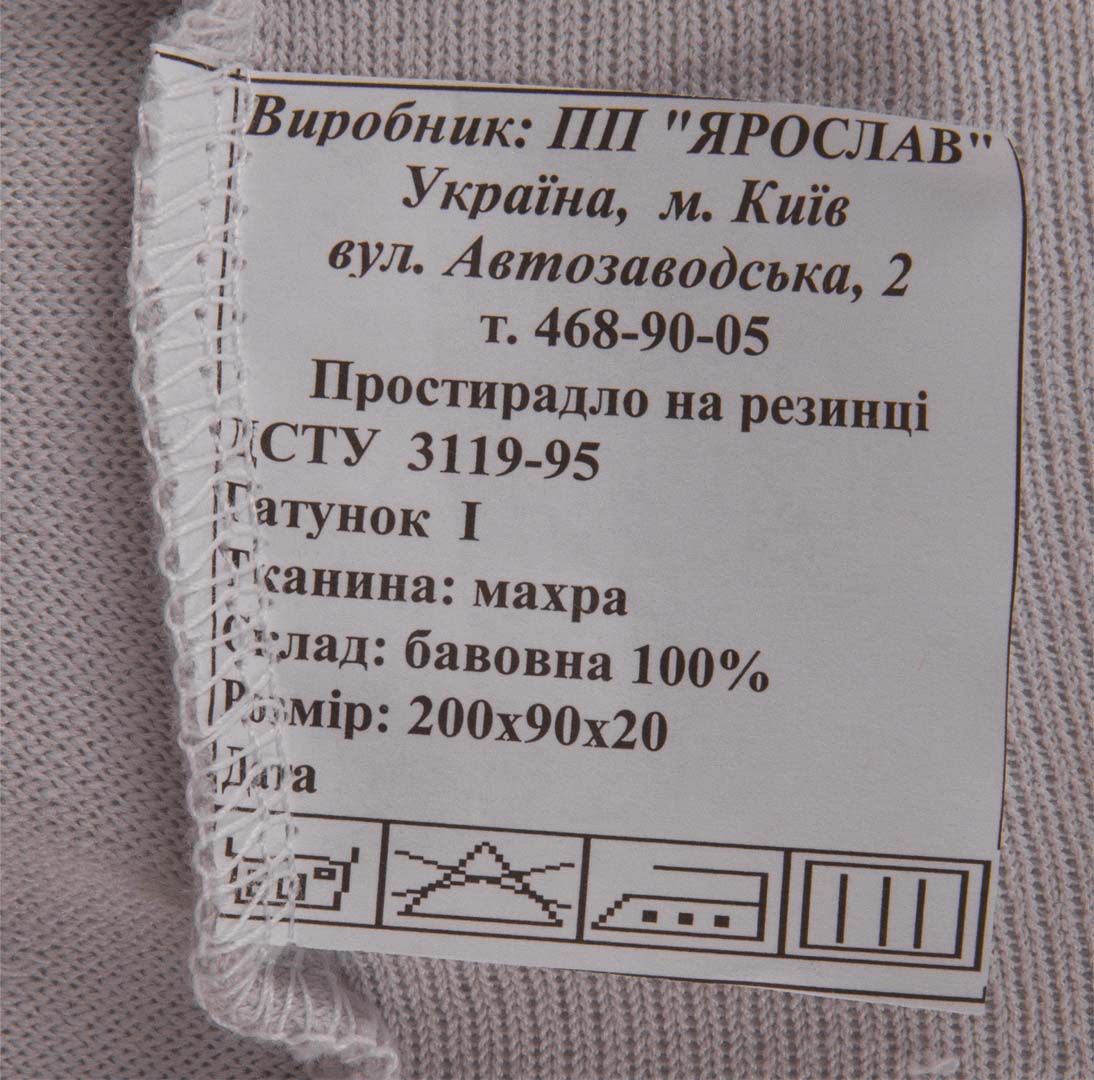 Виробник: ПП "ЯРОСЛАВ"
Україна, м. Київ
вул. Автозаводська, 2
т. 468-90-05
Простирадло на резинці
ДСТУ 3119-95
Ґатунок I
Тканина: махра
Склад: бавовна 100%
Розмір: 200х90х20
Дата